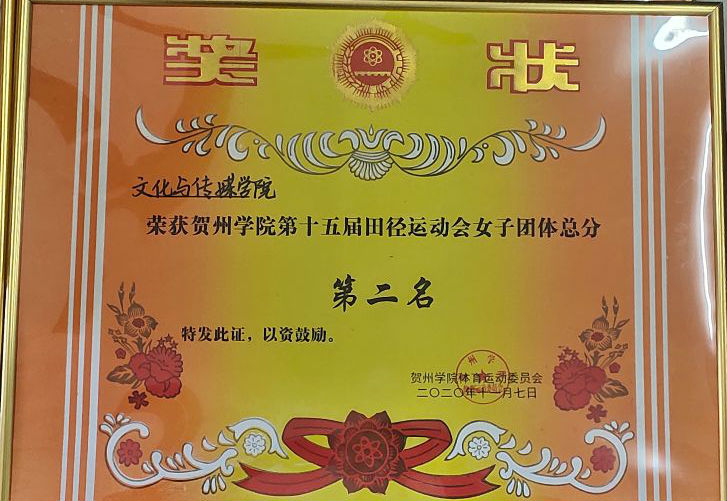 奖 状
文化与传媒学院
荣获贺州学院第十五届田径运动会女子团体总分
第二名
特发此证，以资鼓励。
贺州学院体育运动委员会
二〇二〇年十一月七日